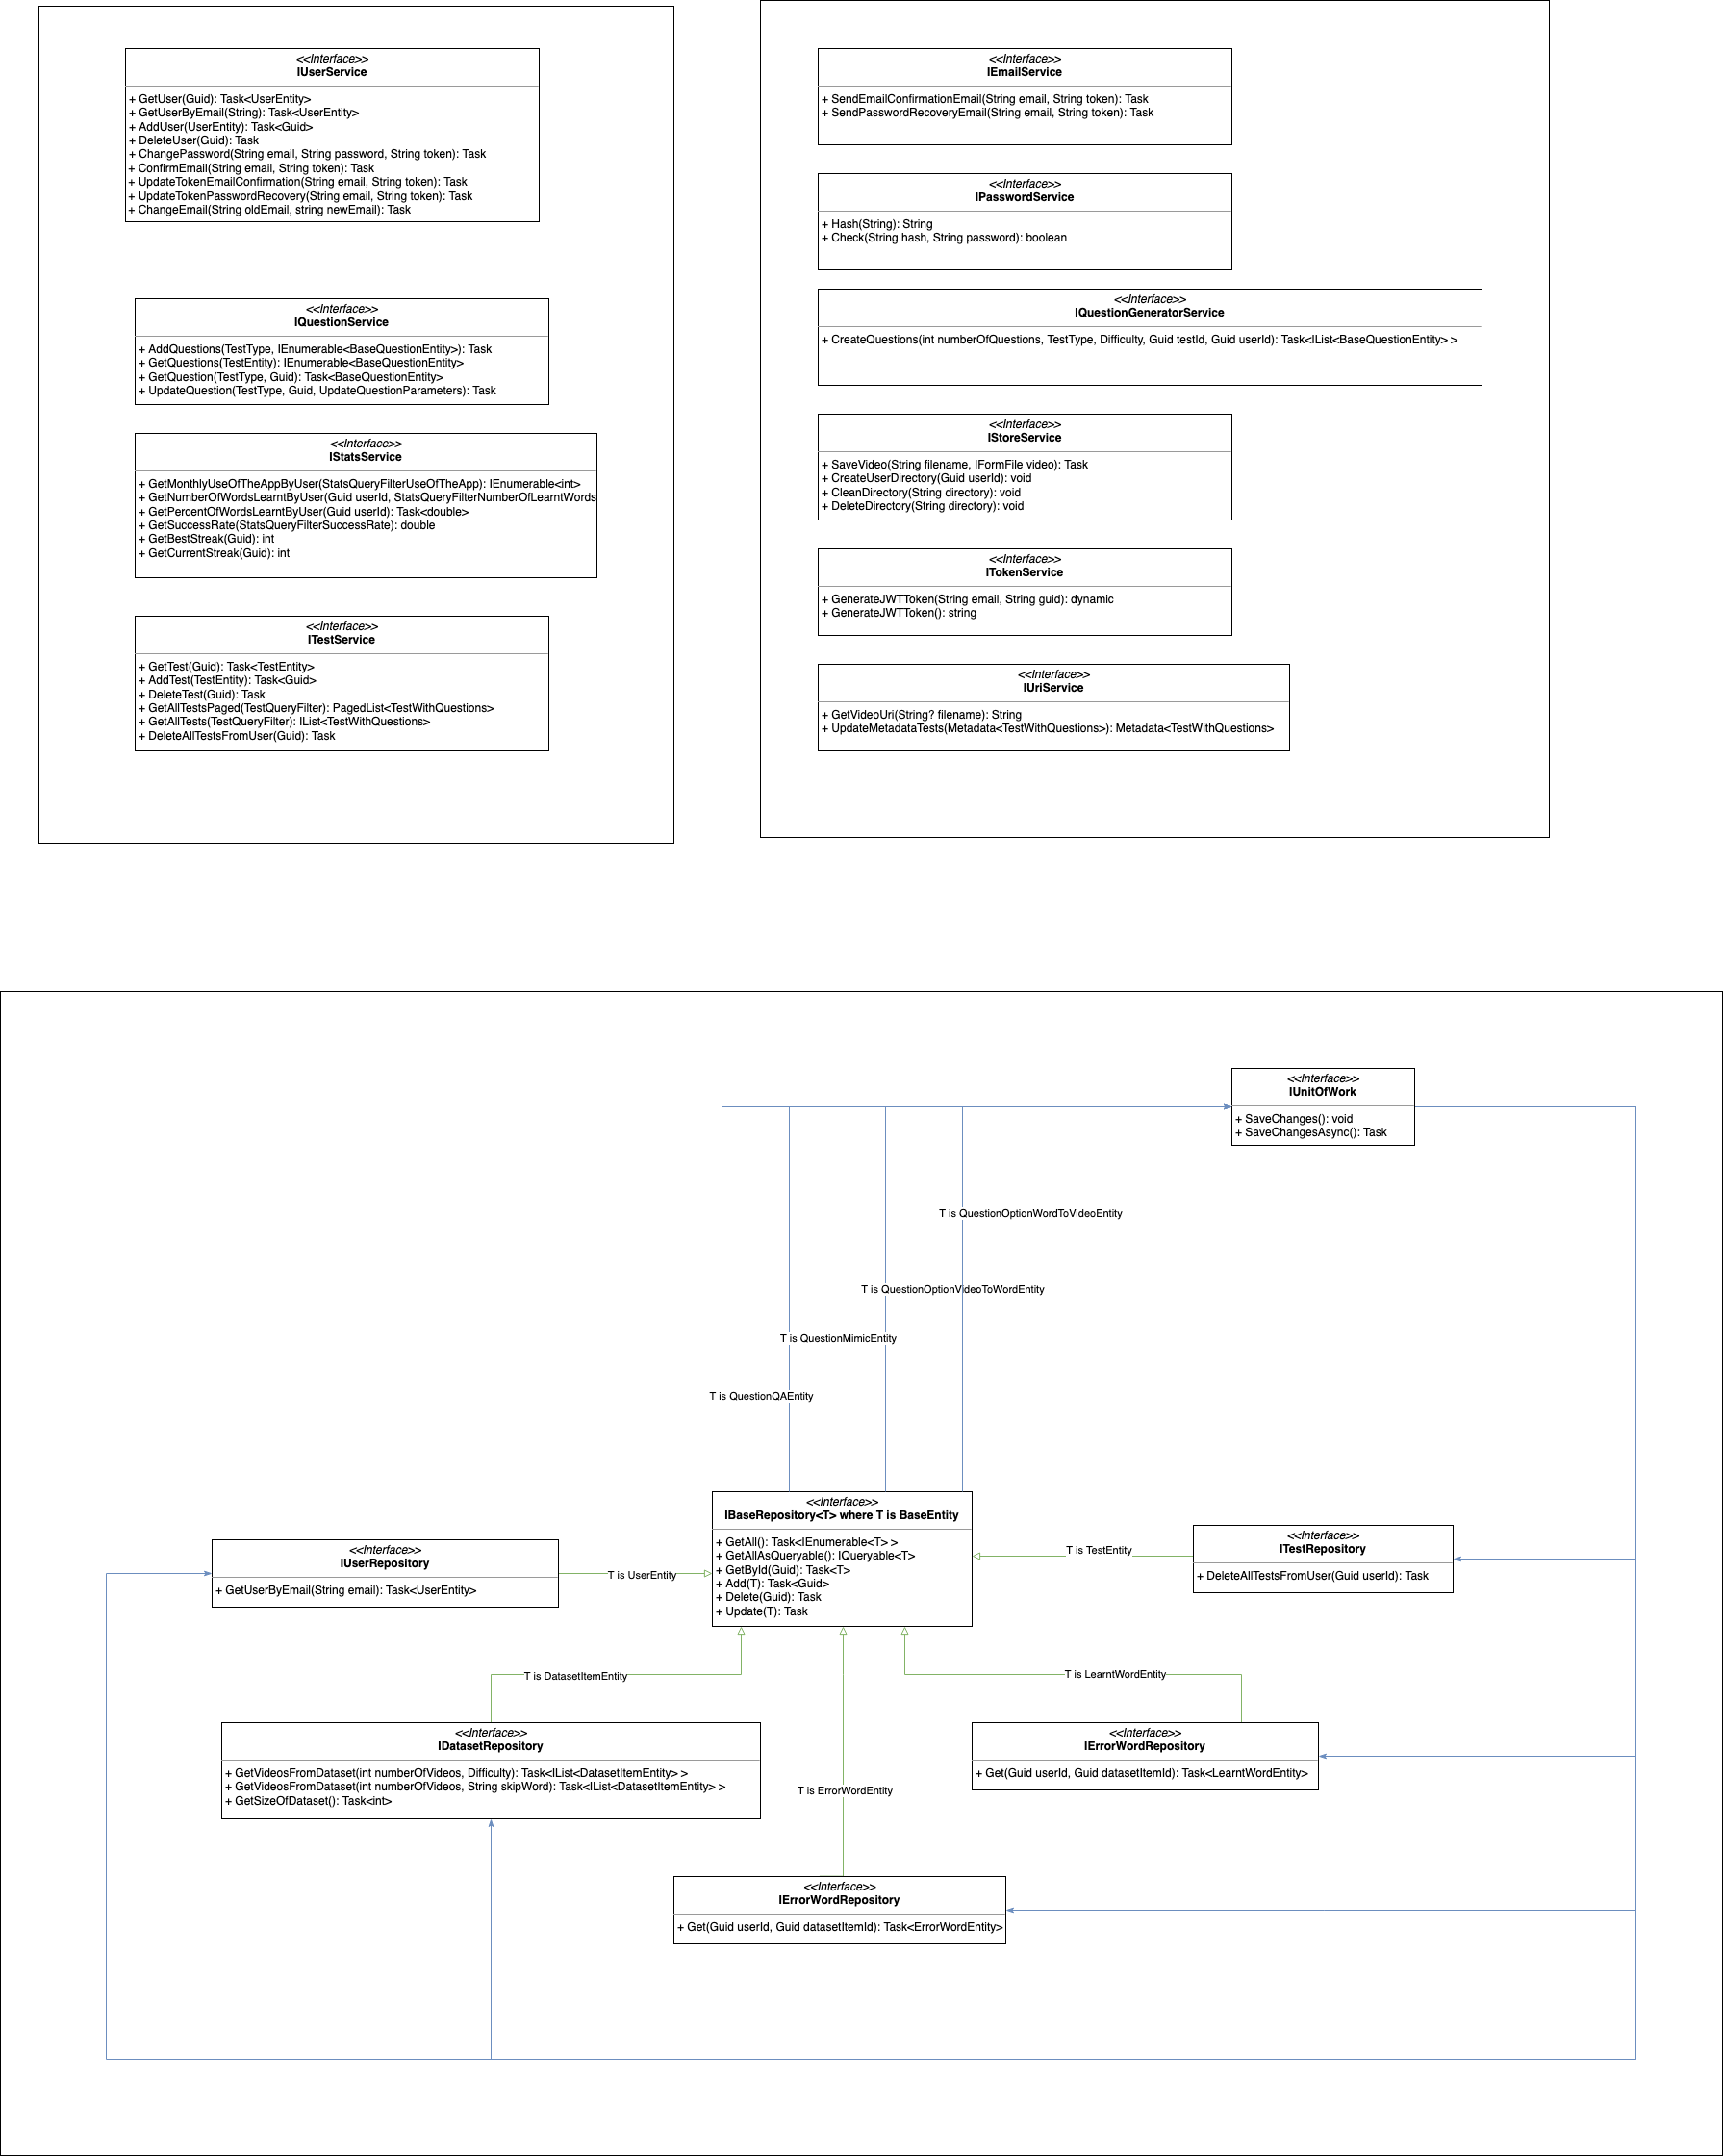 <<Interface>>
IUserService
+ GetUser(Guid): Task<UserEntity>
+ GetUserByEmail(String): Task<UserEntity>
+ AddUser(UserEntity): Task<Guid>
+ DeleteUser(Guid): Task
+ ChangePassword(String email, String password, String token): Task
+ ConfirmEmail(String email, String token): Task
+ UpdateTokenEmailConfirmation(String email, String token): Task
+ UpdateTokenPasswordRecovery(String email, String token): Task
+ ChangeEmail(String oldEmail, string newEmail): Task
<<Interface>>
IQuestionService
+ AddQuestions(TestType, IEnumerable<BaseQuestionEntity>): Task
+ GetQuestions(TestEntity): IEnumerable<BaseQuestionEntity>
+ GetQuestion(TestType, Guid): Task<BaseQuestionEntity>
+ UpdateQuestion(TestType, Guid, UpdateQuestionParameters): Task
<<Interface>>
IStatsService
+ GetMonthlyUseOfTheAppByUser(StatsQueryFilterUseOfTheApp): IEnumerable<int>
+ GetNumberOfWordsLearntByUser(Guid userId, StatsQueryFilterNumberOfLearntWords
+ GetPercentOfWordsLearntByUser(Guid userId): Task<double>
+ GetSuccessRate(StatsQueryFilterSuccessRate): double
+ GetBestStreak(Guid): int
+ GetCurrentStreak(Guid): int
<<Interface>>
ITestService
+ GetTest(Guid): Task<TestEntity>
+ AddTest(TestEntity): Task<Guid>
+ DeleteTest(Guid): Task
+ GetAllTestsPaged(TestQueryFilter): PagedList<TestWithQuestions>
+ GetAllTests(TestQueryFilter): IList<TestWithQuestions>
+ DeleteAllTestsFromUser(Guid): Task
<<Interface>>
IEmailService
+ SendEmailConfirmationEmail(String email, String token): Task
+ SendPasswordRecoveryEmail(String email, String token): Task
<<Interface>>
IPasswordService
+ Hash(String): String
+ Check(String hash, String password): boolean
<<Interface>>
IQuestionGeneratorService
+ CreateQuestions(int numberOfQuestions, TestType, Difficulty, Guid testId, Guid userId): Task<IList<BaseQuestionEntity> >
<<Interface>>
IStoreService
+ SaveVideo(String filename, IFormFile video): Task
+ CreateUserDirectory(Guid userId): void
+ CleanDirectory(String directory): void
+ DeleteDirectory(String directory): void
<<Interface>>
ITokenService
+ GenerateJWTToken(String email, String guid): dynamic
+ GenerateJWTToken(): string
<<Interface>>
IUriService
+ GetVideoUri(String? filename): String
+ UpdateMetadataTests(Metadata<TestWithQuestions>): Metadata<TestWithQuestions>
<<Interface>>
IUnitOfWork
+ SaveChanges(): void
+ SaveChangesAsync(): Task
T is QuestionOptionWordToVideoEntity
T is QuestionOptionVideoToWordEntity
T is QuestionMimicEntity
T is QuestionQAEntity
<<Interface>>
IBaseRepository<T> where T is BaseEntity
+ GetAll(): Task<IEnumerable<T> >
+ GetAllAsQueryable(): IQueryable<T>
+ GetById(Guid): Task<T>
+ Add(T): Task<Guid>
+ Delete(Guid): Task
+ Update(T): Task
<<Interface>>
IUserRepository
+ GetUserByEmail(String email): Task<UserEntity>
T is UserEntity
T is TestEntity
<<Interface>>
ITestRepository
+ DeleteAllTestsFromUser(Guid userId): Task
T is DatasetItemEntity
T is LearntWordEntity
<<Interface>>
IDatasetRepository
+ GetVideosFromDataset(int numberOfVideos, Difficulty): Task<IList<DatasetItemEntity> >
+ GetVideosFromDataset(int numberOfVideos, String skipWord): Task<IList<DatasetItemEntity> >
+ GetSizeOfDataset(): Task<int>
<<Interface>>
IErrorWordRepository
+ Get(Guid userId, Guid datasetItemId): Task<LearntWordEntity>
T is ErrorWordEntity
<<Interface>>
IErrorWordRepository
+ Get(Guid userId, Guid datasetItemId): Task<ErrorWordEntity>